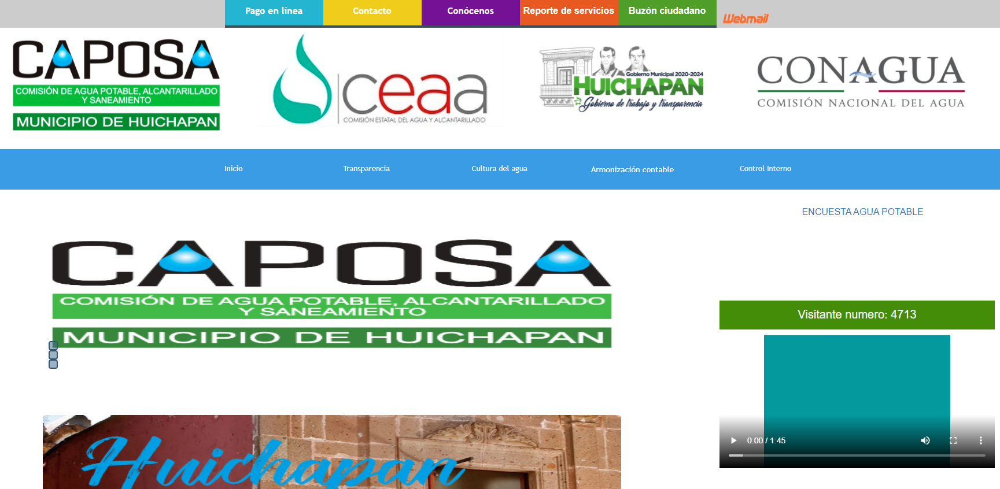 Pago en línea
Contacto
Conócenos
Reporte de servicios
Buzón ciudadano
Webmail
CAPOSA
COMISIÓN DE AGUA POTABLE, ALCANTARILLADO
Y SANEAMIENTO
MUNICIPIO DE HUICHAPAN
ceaa
COMISIÓN ESTATAL DEL AGUA Y ALCANTARILLADO
Gobierno Municipal 2020-2024
HUICHAPAN
Gobierno de trabajo y transparencia
CONAGUA
COMISIÓN NACIONAL DEL AGUA
Inicio
Transparencia
Cultura del agua
Armonización contable
Control Interno
ENCUESTA AGUA POTABLE
CAPOSA
COMISIÓN DE AGUA POTABLE, ALCANTARILLADO
Y SANEAMIENTO
MUNICIPIO DE HUICHAPAN
Visitante numero: 4713
0:00 / 1:45
Huichapan